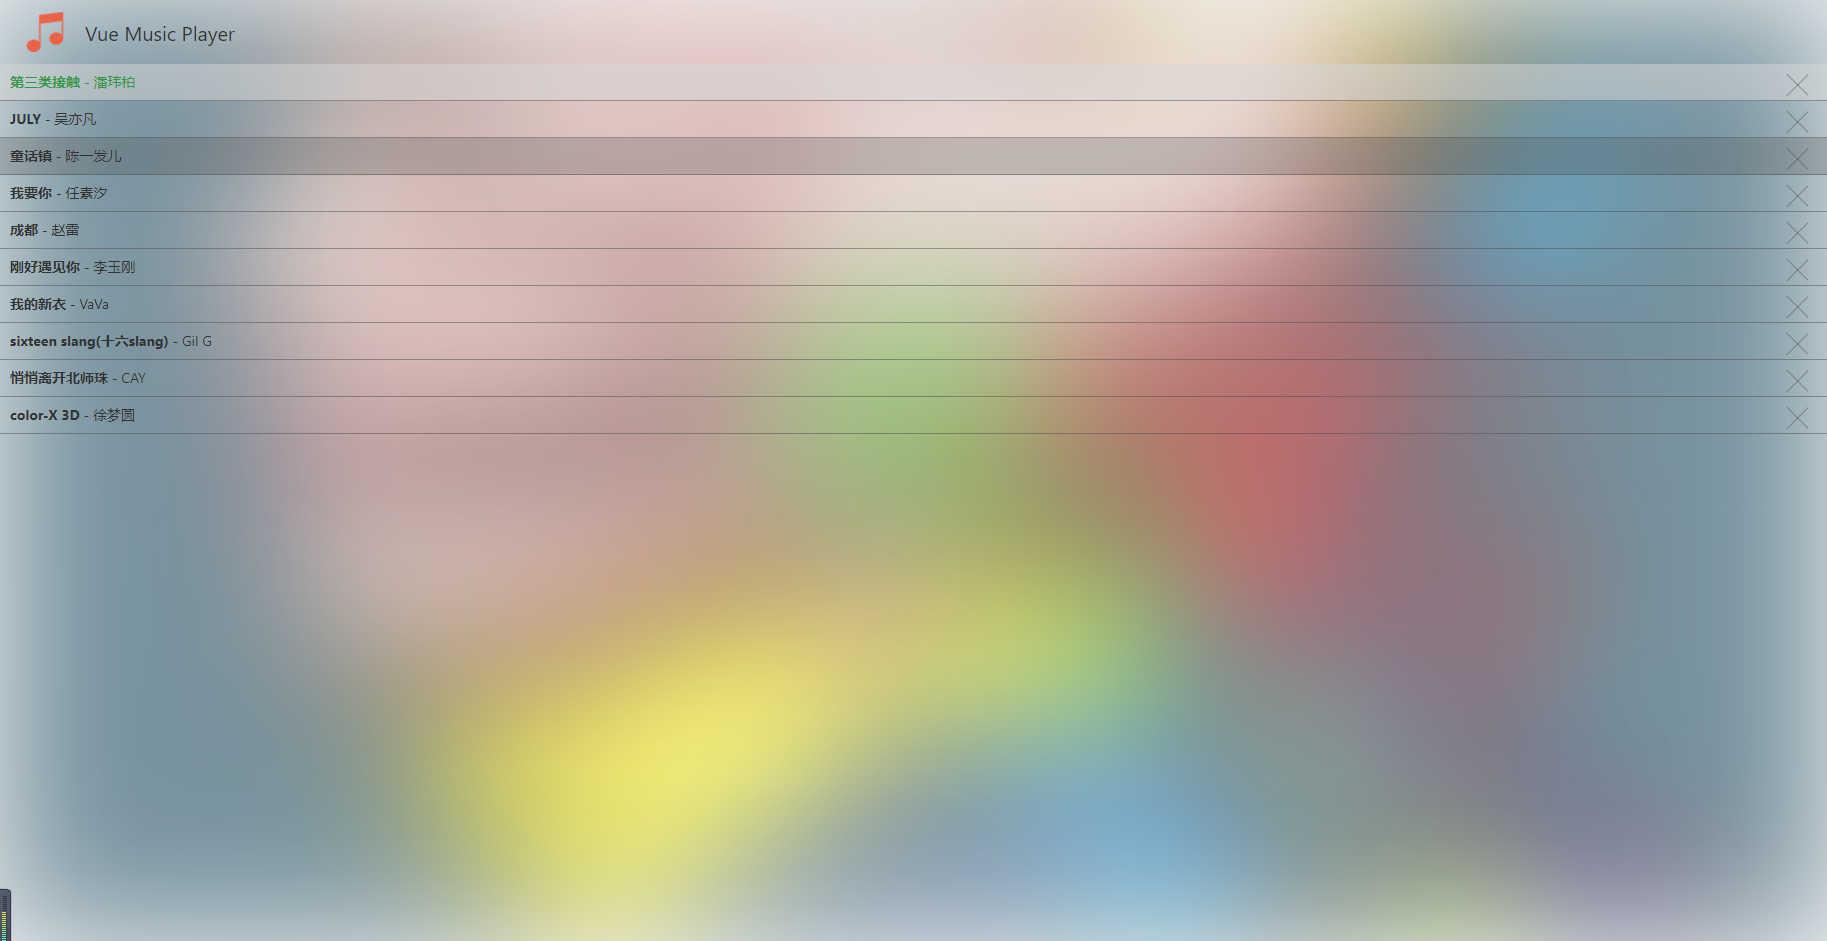 Vue Music Player
第三类接触 - 潘玮柏
JULY - 吴亦凡
童话镇 - 陈一发儿
我要你 - 任素汐
成都 - 赵雷
刚好遇见你 - 李玉刚
我的新衣 - VaVa
sixteen slang(十六slang) - Gil G
悄悄离开北师珠 - CAY
color-X 3D - 徐梦圆